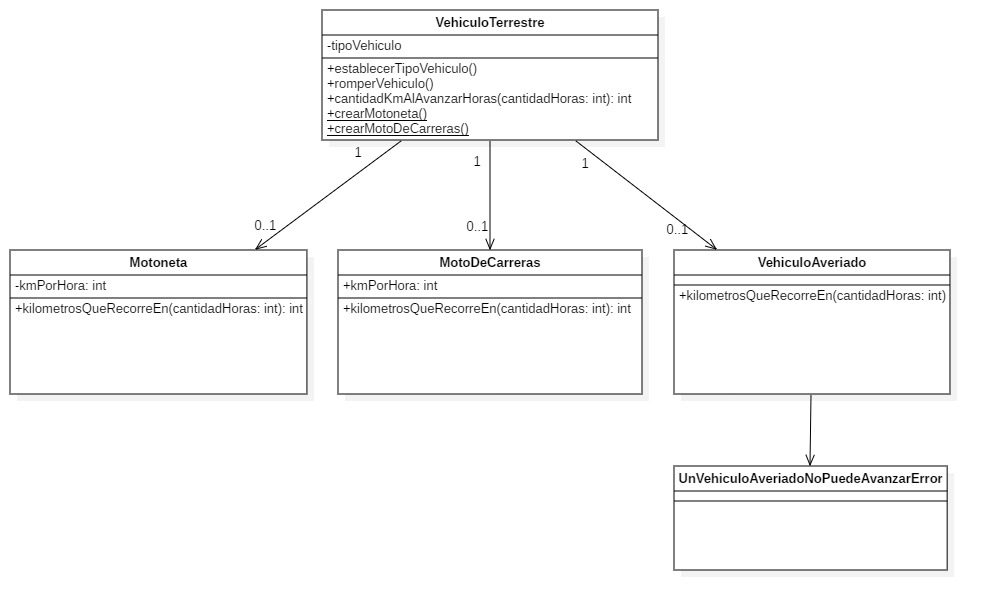 VehiculoTerrestre
-tipoVehiculo
+establecerTipoVehiculo()
+romperVehiculo()
+cantidadKmAlAvanzarHoras(cantidadHoras: int): int
+crearMotoneta()
+crearMotoDeCarreras()
1
1
1
0..1
0..1
0..1
Motoneta
-kmPorHora: int
+kilometrosQueRecorreEn(cantidadHoras: int): int
MotoDeCarreras
+kmPorHora: int
+kilometrosQueRecorreEn(cantidadHoras: int): int
VehiculoAveriado
+kilometrosQueRecorreEn(cantidadHoras: int)
UnVehiculoAveriadoNoPuedeAvanzarError